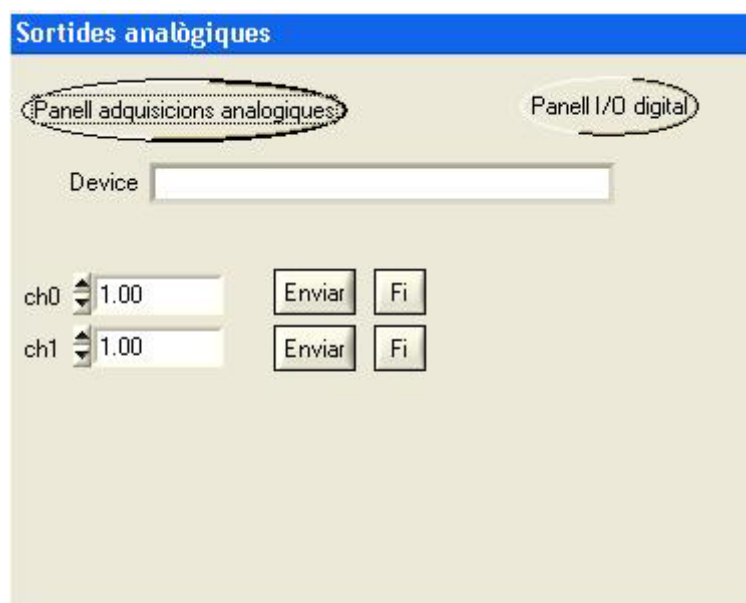 Sortides analògiques
Panell adquisicions analogiques
Panell I/O digital
Device
ch0 1.00 Enviar Fi
ch1 1.00 Enviar Fi